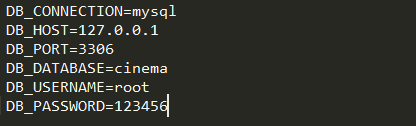 DB_CONNECTION=mysql
DB_HOST=127.0.0.1
DB_PORT=3306
DB_DATABASE=cinema
DB_USERNAME=root
DB_PASSWORD=123456